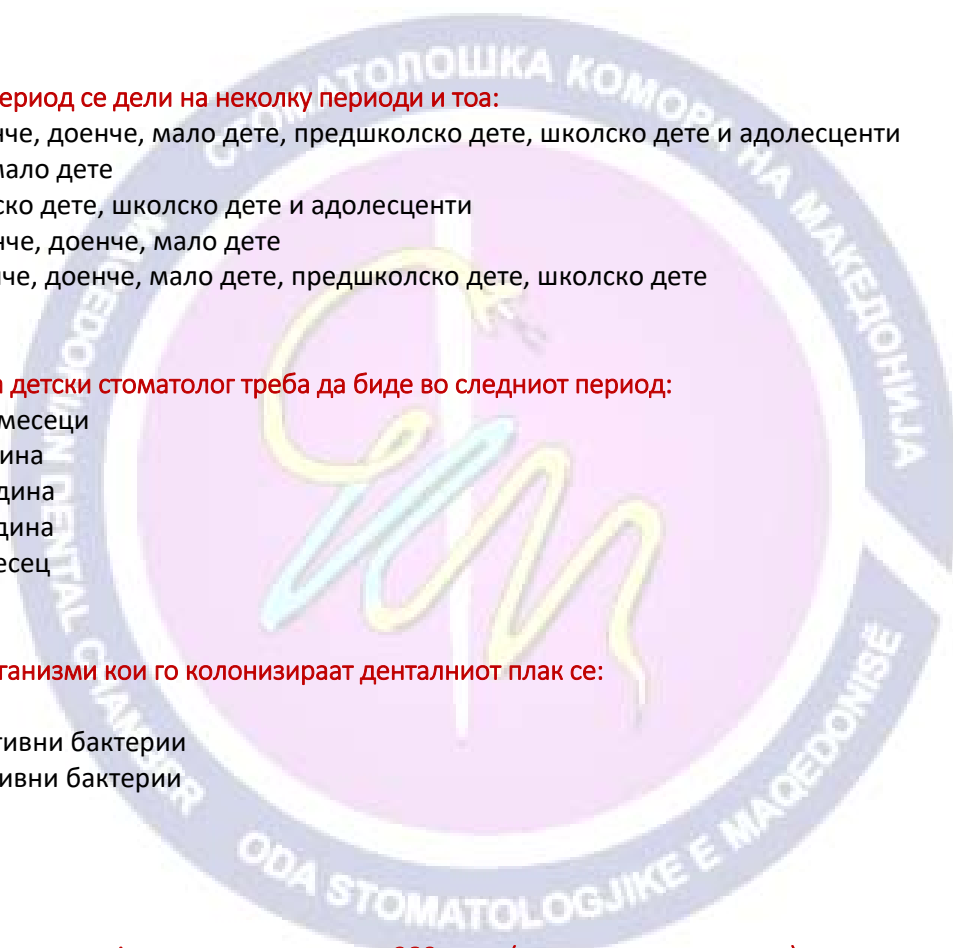 ериод се дели на неколку периоди и тоа:
нче, доенче, мало дете, предшколско дете, школско дете и адолесценти
мало дете
ско дете, школско дете и адолесценти
нче, доенче, мало дете
че, доенче, мало дете, предшколско дете, школско дете
детски стоматолог треба да биде во следниот период:
месеци
ина
дина
дина
есец
ганизми кои го колонизираат денталниот плак се:
тивни бактерии
ивни бактерии
СТОМАТОЛОШКА КОМОРА НА МАКЕДОНИЈА
DENTAL CHAMBER
ODA STOMATOLOGJIKE E MAQEDONISË